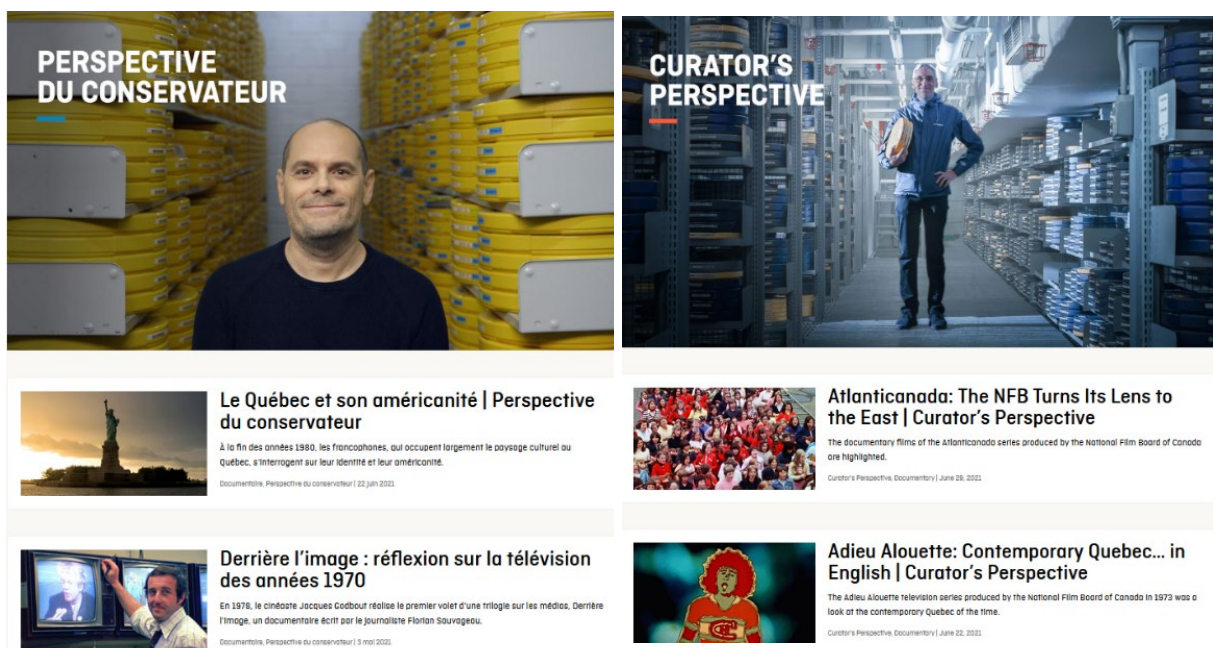 PERSPECTIVE
DU CONSERVATEUR
Le Québec et son américanité | Perspective
du conservateur
À la fin des années 1980, les francophones, qui occupent largement le paysage culturel au
Québec, s'interrogent sur leur identité et leur américanité.
Documentaire, Perspective du conservateur | 22 juin 2021
Derrière l'image : réflexion sur la télévision
des années 1970
En 1978, le cinéaste Jacques Godbout réalise le premier volet d'une trilogie sur les médias, Derrière
l'image, un documentaire écrit par le journaliste Florian Sauvageau.
Documentaire, Perspective du conservateur | 5 mai 2021
CURATOR'S
PERSPECTIVE
Atlanticanada: The NFB Turns Its Lens to
the East | Curator's Perspective
The documentary films of the Atlanticanada series produced by the National Film Board of Canada
are highlighted.
Curator's Perspective, Documentary | June 29, 2021
Adieu Alouette: Contemporary Quebec... in
English | Curator's Perspective
The Adieu Alouette television series produced by the National Film Board of Canada in 1973 was a
look at the contemporary Quebec of the time.
Curator's Perspective, Documentary | June 22, 2021